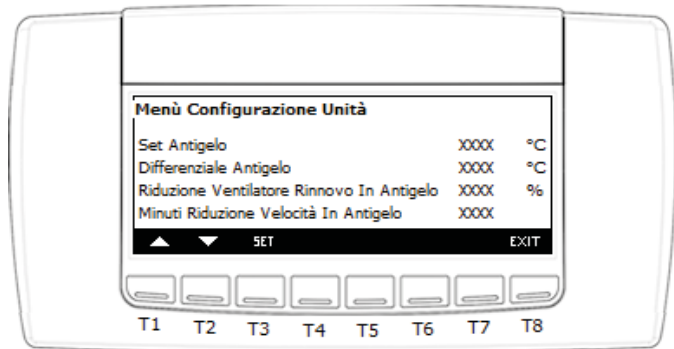 Menù Configurazione Unità
Set Antigelo XXXX °C
Differenziale Antigelo XXXX °C
Riduzione Ventilatore Rinnovo In Antigelo XXXX %
Minuti Riduzione Velocità In Antigelo XXXX
SET EXIT
T1 T2 T3 T4 T5 T6 T7 T8